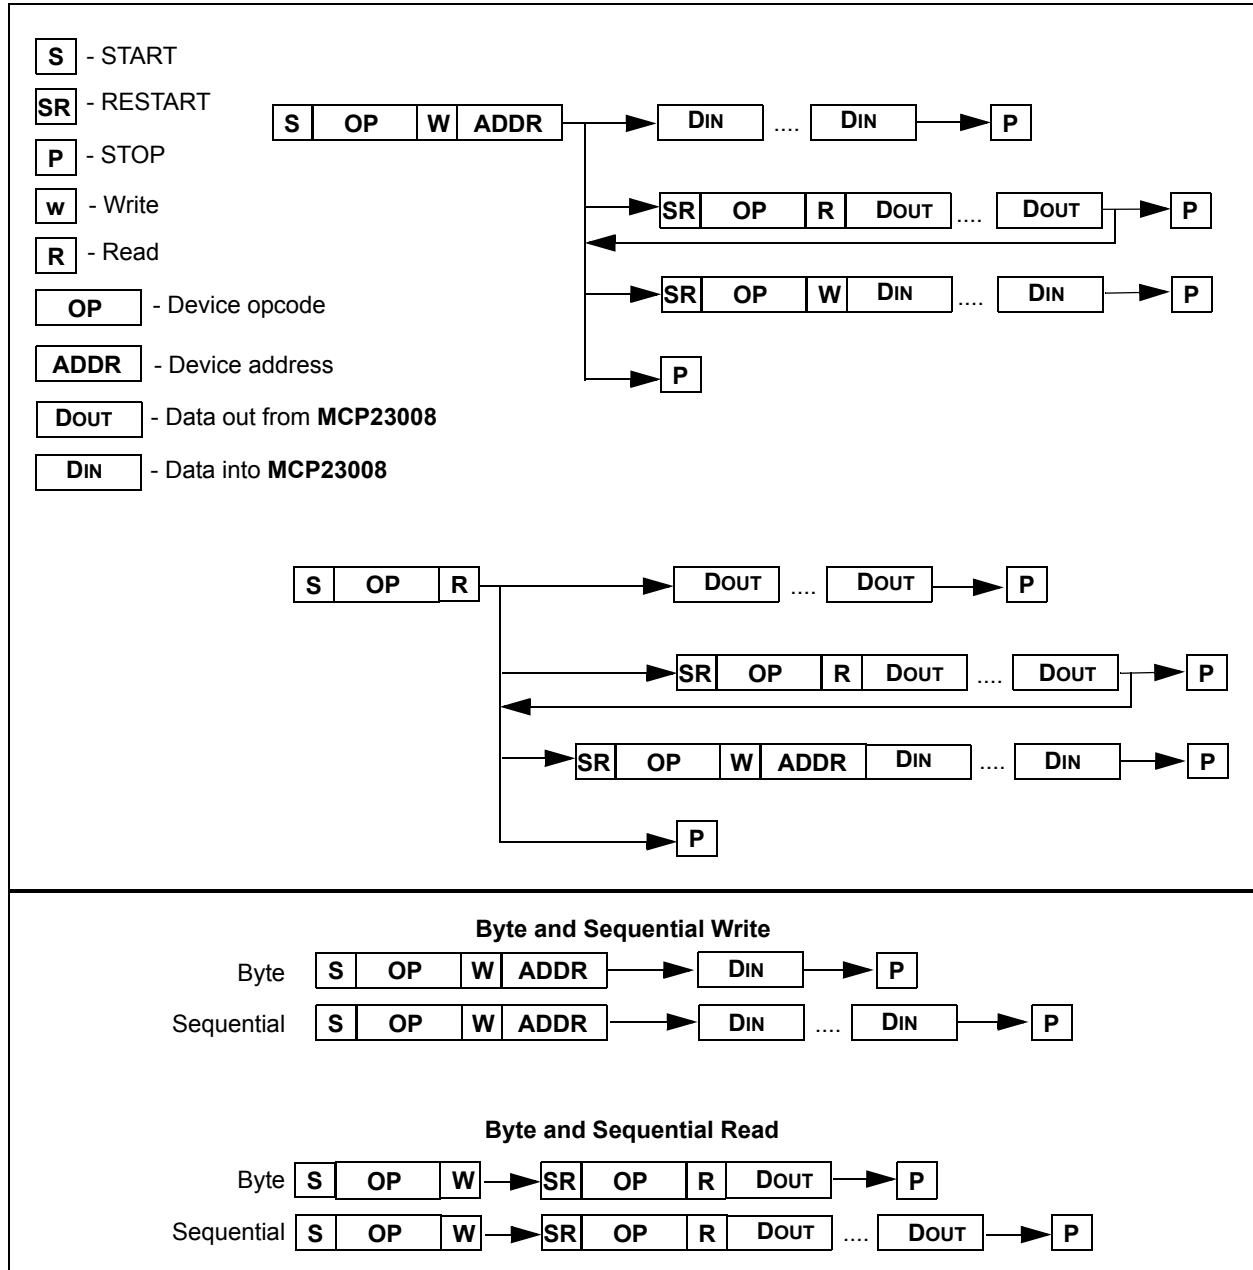 S - START
SR - RESTART
P - STOP
w - Write
R - Read
OP - Device opcode
ADDR - Device address
DOUT - Data out from MCP23008
DIN - Data into MCP23008
S OP W ADDR DIN .... DIN P
SR OP R DOUT .... DOUT P
SR OP W DIN .... DIN P
P
S OP R DOUT .... DOUT P
SR OP R DOUT .... DOUT P
SR OP W ADDR DIN .... DIN P
P
Byte and Sequential Write
Byte S OP W ADDR DIN P
Sequential S OP W ADDR DIN .... DIN P
Byte and Sequential Read
Byte S OP W SR OP R DOUT P
Sequential S OP W SR OP R DOUT .... DOUT P